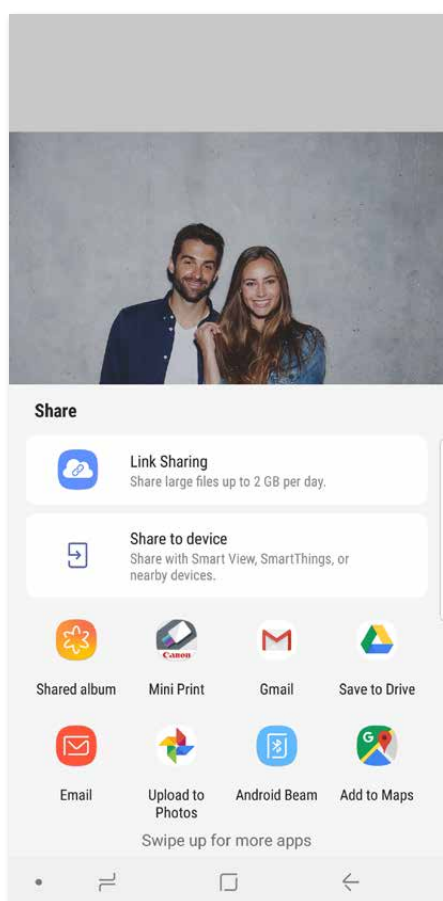 Share
Link Sharing
Share large files up to 2 GB per day.
Share to device
Share with Smart View, SmartThings, or
nearby devices.
Canon
Shared album Mini Print Gmail Save to Drive
G
Email Upload to Photos Android Beam Add to Maps
Swipe up for more apps